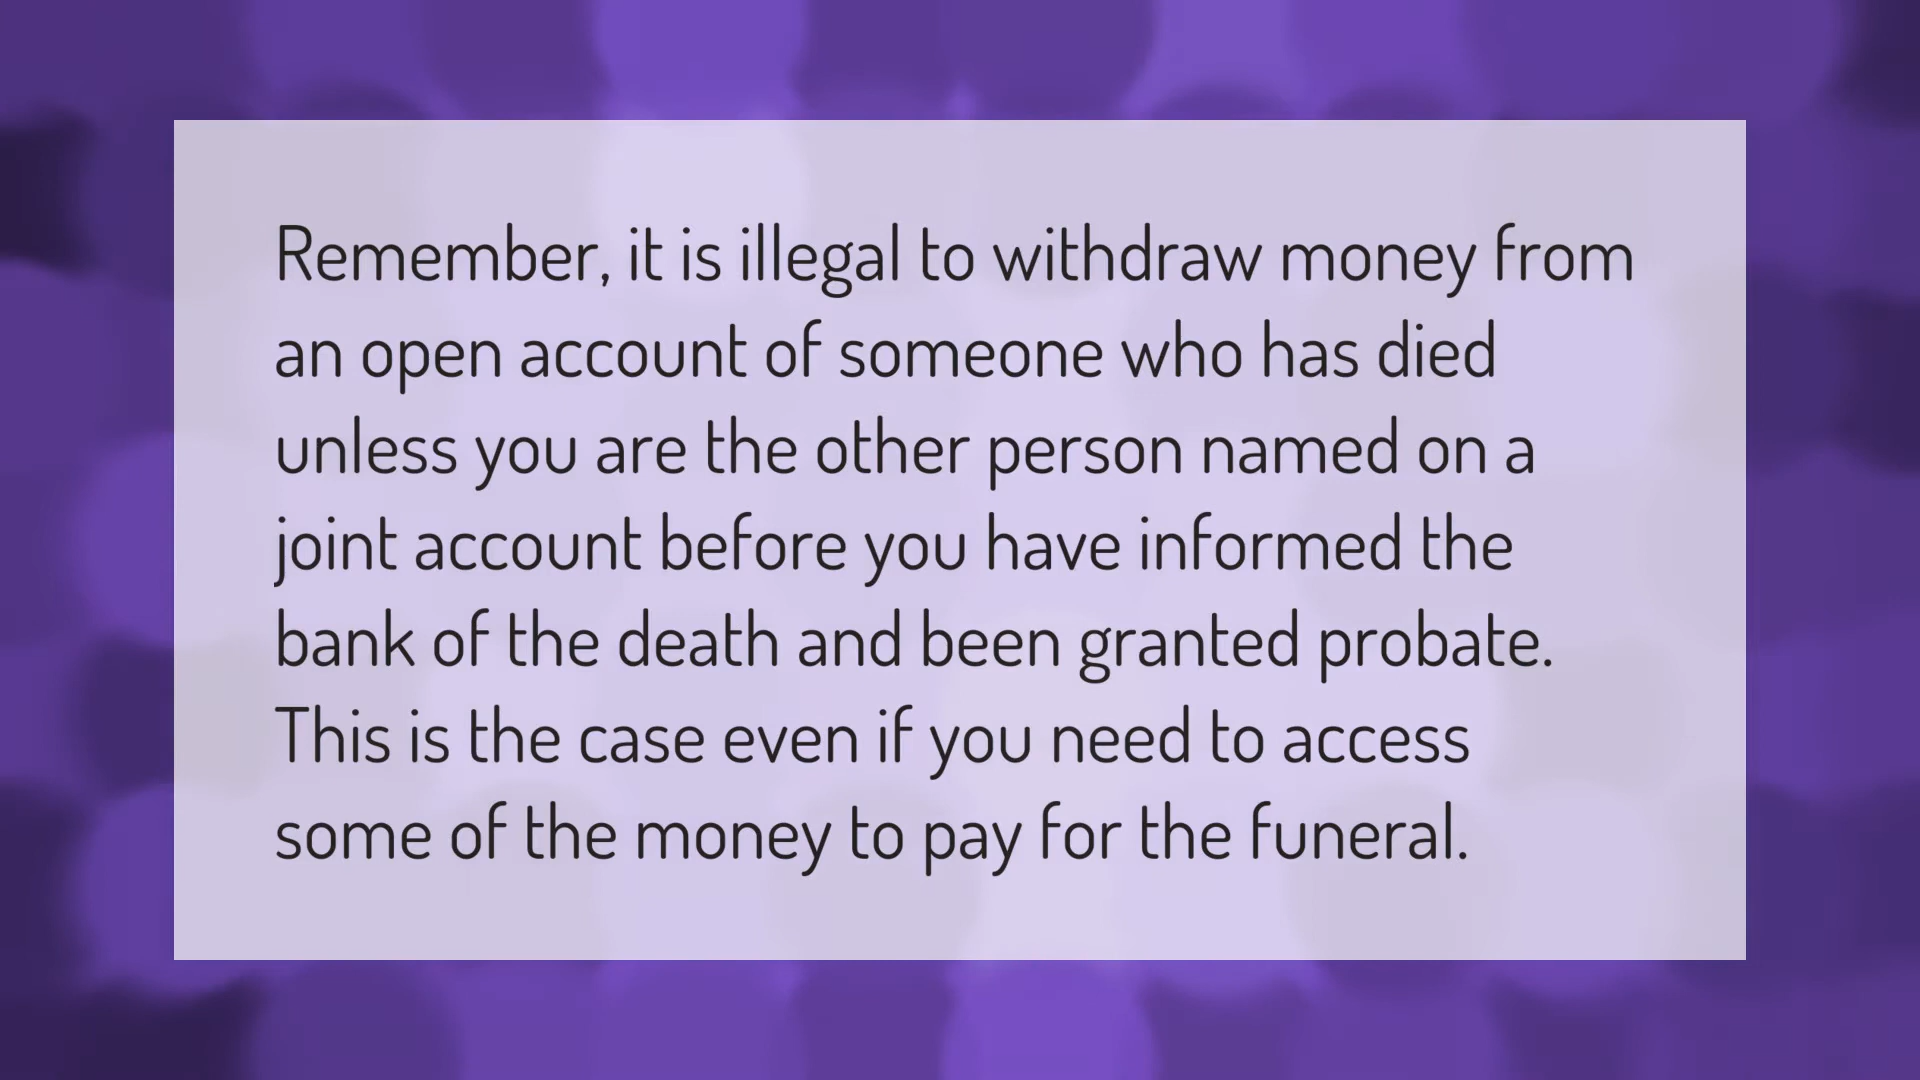 Remember, it is illegal to withdraw money from
an open account of someone who has died
unless you are the other person named on a
joint account before you have informed the
bank of the death and been granted probate.
This is the case even if you need to access
some of the money to pay for the funeral.